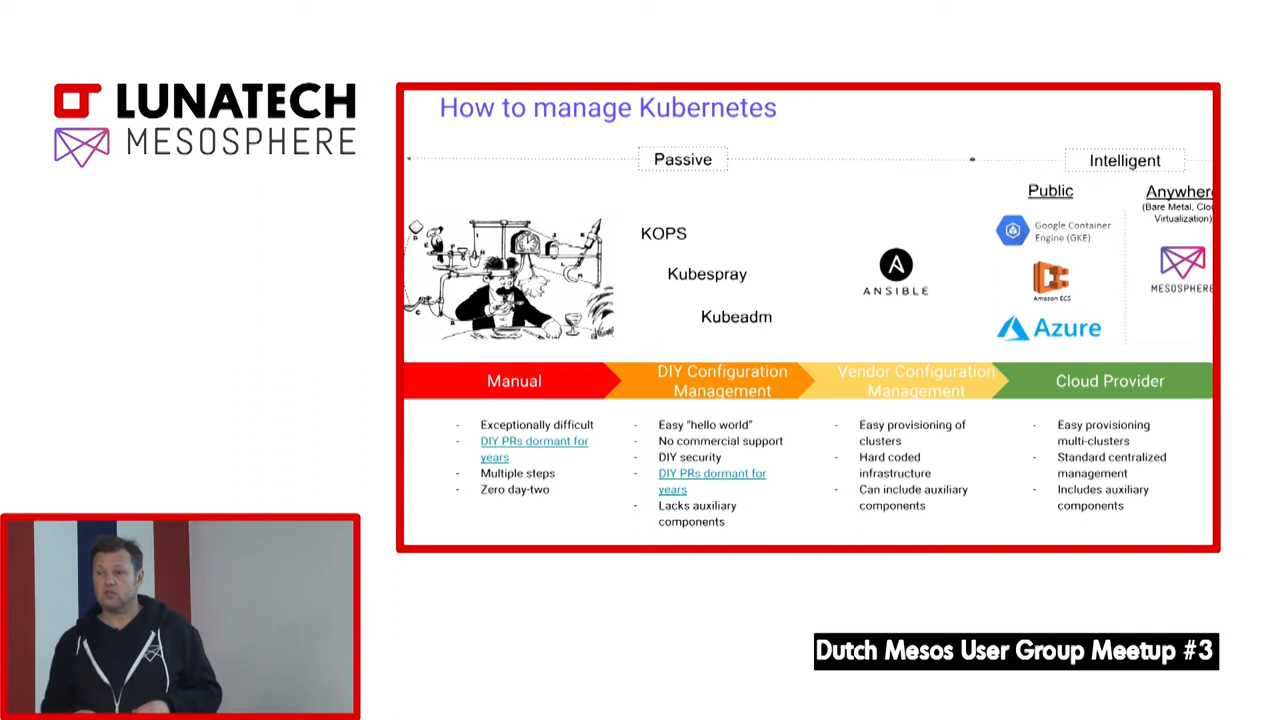 LUNATECH
MESOSPHERE
How to manage Kubernetes
Passive
Intelligent
Public
Anywhere
(Bare Metal, Clo
Virtualization)
Google Container
Engine (GKE)
Amazon ECS
Azure
MESOSPHERE
KOPS
Kubespray
Kubeadm
A
ANSIBLE
Manual
DIY Configuration
Management
Vendor Configuration
Management
Cloud Provider
- Exceptionally difficult
- DIY PRs dormant for
years
- Multiple steps
- Zero day-two
- Easy "hello world"
- No commercial support
- DIY security
- DIY PRs dormant for
years
- Lacks auxiliary
components
- Easy provisioning of
clusters
- Hard coded
infrastructure
- Can include auxiliary
components
- Easy provisioning
multi-clusters
- Standard centralized
management
- Includes auxiliary
components
Dutch Mesos User Group Meetup #3